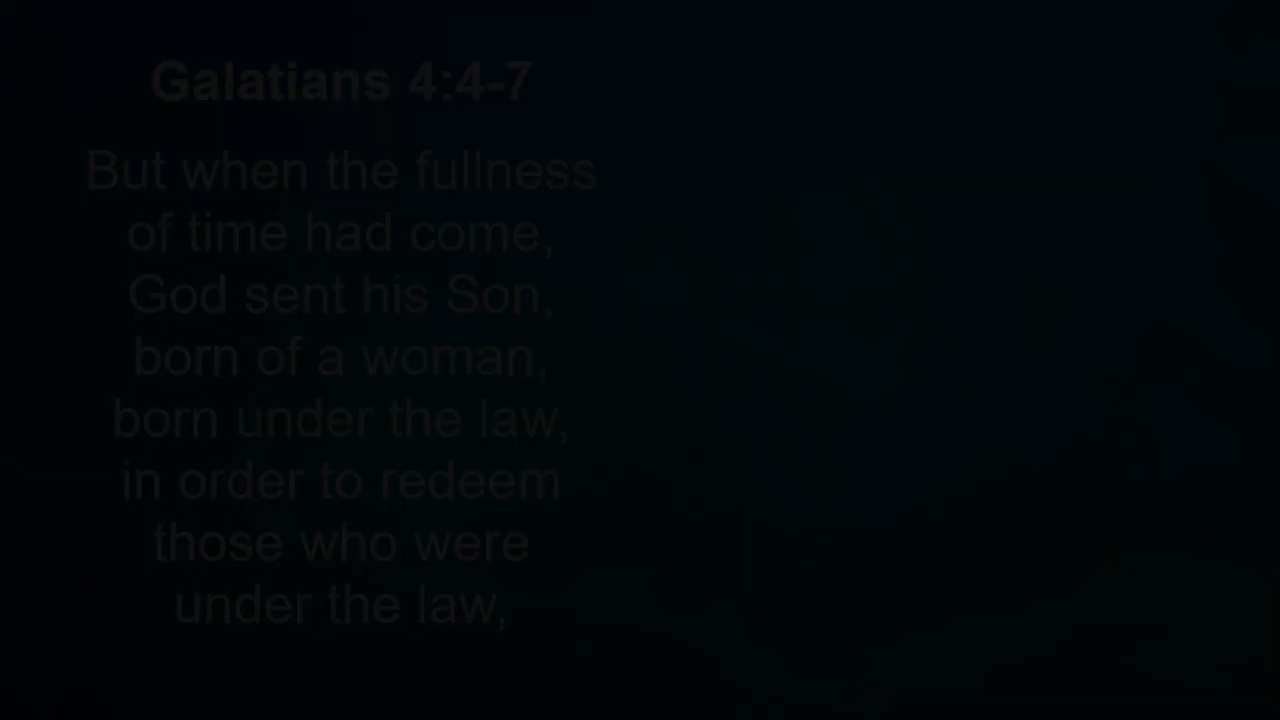 Galatians 4:4-7
But when the fullness
of time had come,
God sent his Son,
born of a woman,
born under the law,
in order to redeem
those who were
under the law,